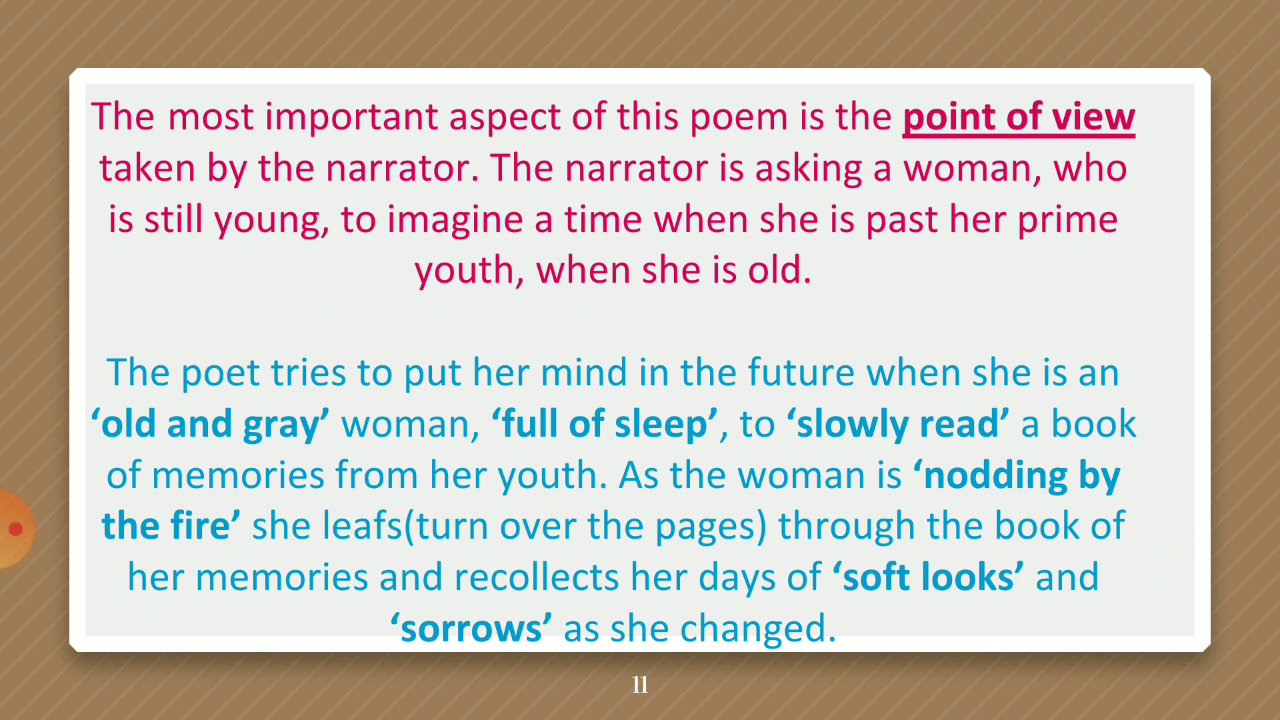 The most important aspect of this poem is the point of view
taken by the narrator. The narrator is asking a woman, who
is still young, to imagine a time when she is past her prime
youth, when she is old.
The poet tries to put her mind in the future when she is an
‘old and gray’ woman, ‘full of sleep’, to ‘slowly read’ a book
of memories from her youth. As the woman is ‘nodding by
the fire’ she leafs(turn over the pages) through the book of
her memories and recollects her days of ‘soft looks’ and
‘sorrows’ as she changed.
11